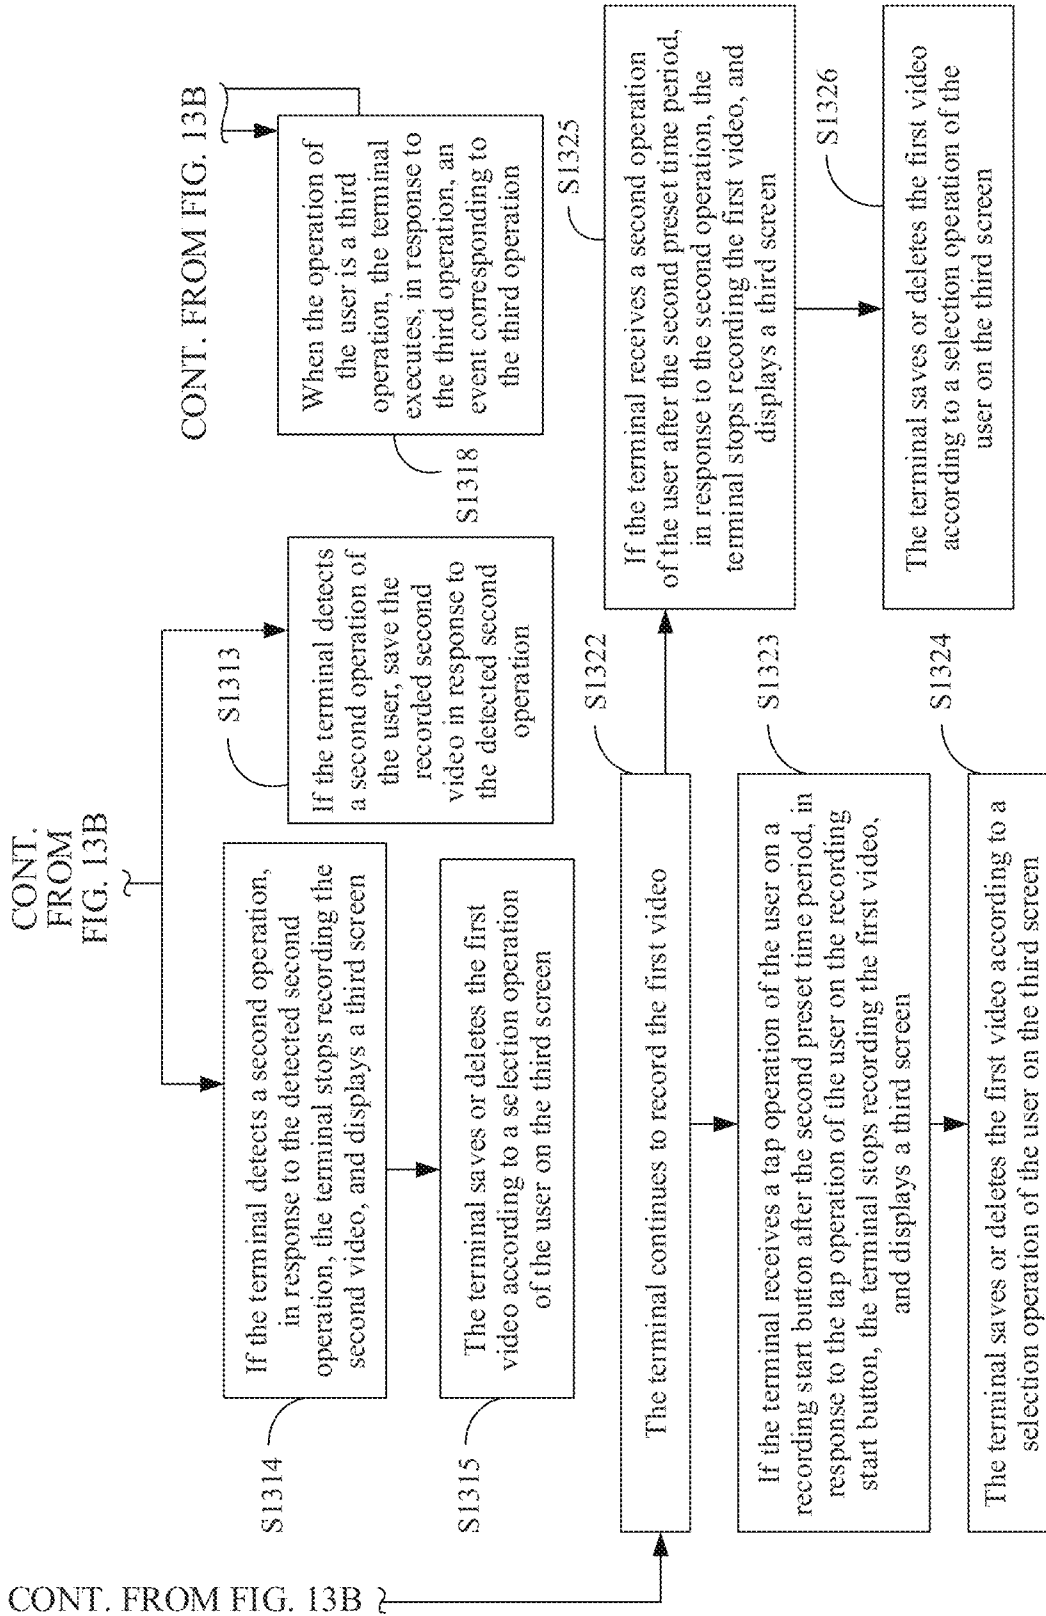 CONT.
FROM
FIG. 13B
CONT. FROM FIG. 13B
S1314
If the terminal detects a second operation,
in response to the detected second
operation, the terminal stops recording the
second video, and displays a third screen
S1313
If the terminal detects
a second operation of
the user, save the
recorded second
video in response to
the detected second
operation
S1318
When the operation of
the user is a third
operation, the terminal
executes, in response to
the third operation, an
event corresponding to
the third operation
S1315
The terminal saves or deletes the first
video according to a selection operation
of the user on the third screen
CONT. FROM FIG. 13B
S1322
The terminal continues to record the first video
S1325
If the terminal receives a second operation
of the user after the second preset time period,
in response to the second operation, the
terminal stops recording the first video, and
displays a third screen
S1323
If the terminal receives a tap operation of the user on a
recording start button after the second preset time period, in
response to the tap operation of the user on the recording
start button, the terminal stops recording the first video,
and displays a third screen
S1326
The terminal saves or deletes the first video
according to a selection operation of the
user on the third screen
S1324
The terminal saves or deletes the first video according to a
selection operation of the user on the third screen